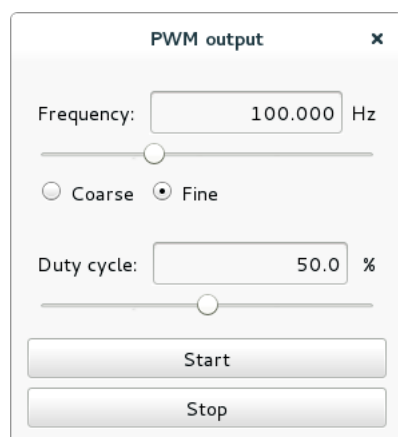 PWM output ×
Frequency: 100.000 Hz
Coarse Fine
Duty cycle: 50.0 %
Start
Stop